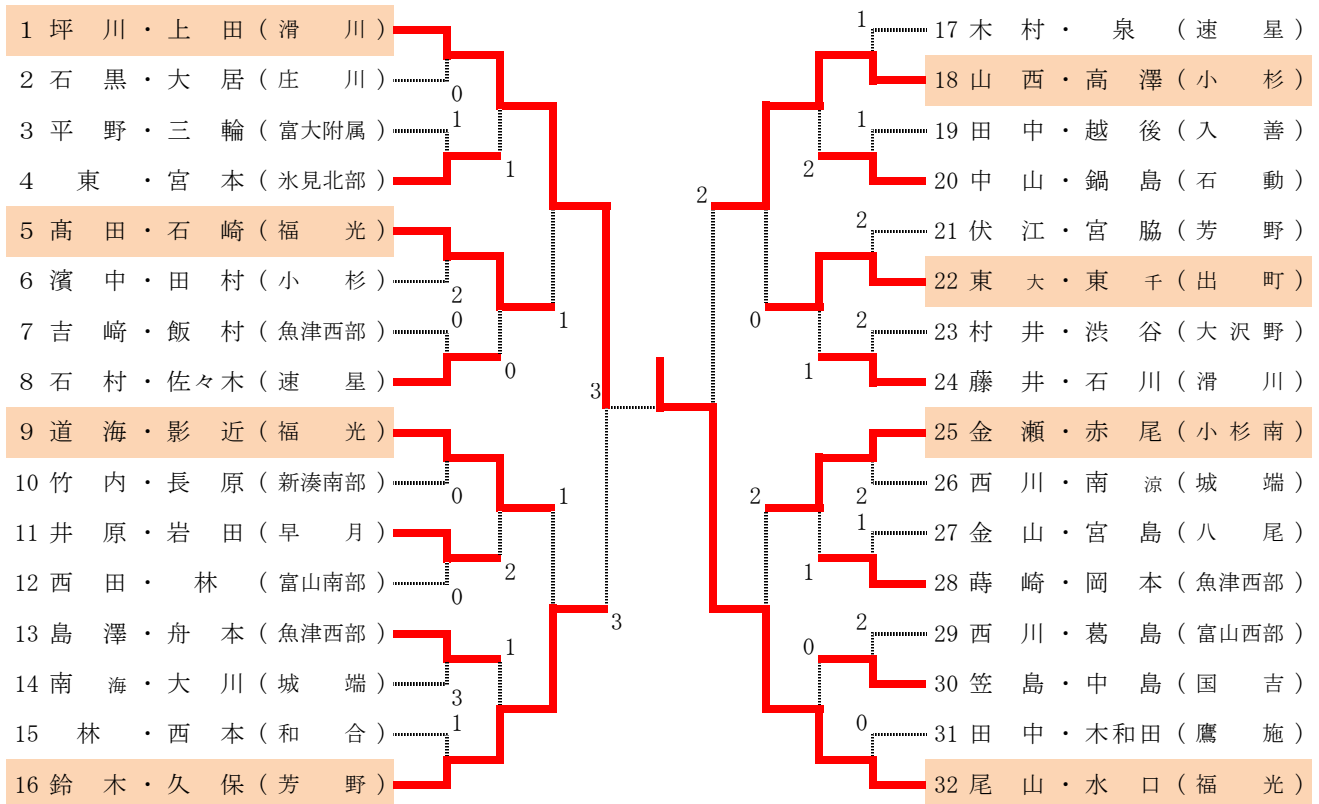 1 坪川・上田(滑川)
2 石黒・大居(庄川)
0
3 平野・三輪(富大附属)
1
4 東・宮本(氷見北部)
1
5 髙田・石崎(福光)
6 濱中・田村(小杉)
2
7 吉﨑・飯村(魚津西部)
0
1
8 石村・佐々木(速星)
0
3
9 道海・影近(福光)
10 竹内・長原(新湊南部)
0
1
11 井原・岩田(早月)
2
12 西田・林(富山南部)
0
13 島澤・舟本(魚津西部)
3
1
14 南海・大川(城端)
3
15 林・西本(和合)
1
16 鈴木・久保(芳野)
1
17 木村・泉(速星)
18 山西・高澤(小杉)
1
19 田中・越後(入善)
2
20 中山・鍋島(石動)
2
2
21 伏江・宮脇(芳野)
22 東大・東千(出町)
0
2
23 村井・渋谷(大沢野)
1
24 藤井・石川(滑川)
25 金瀬・赤尾(小杉南)
2
2
26 西川・南涼(城端)
1
27 金山・宮島(八尾)
1
28 蒔崎・岡本(魚津西部)
2
29 西川・葛島(富山西部)
0
30 笠島・中島(国吉)
0
31 田中・木和田(鷹施)
32 尾山・水口(福光)